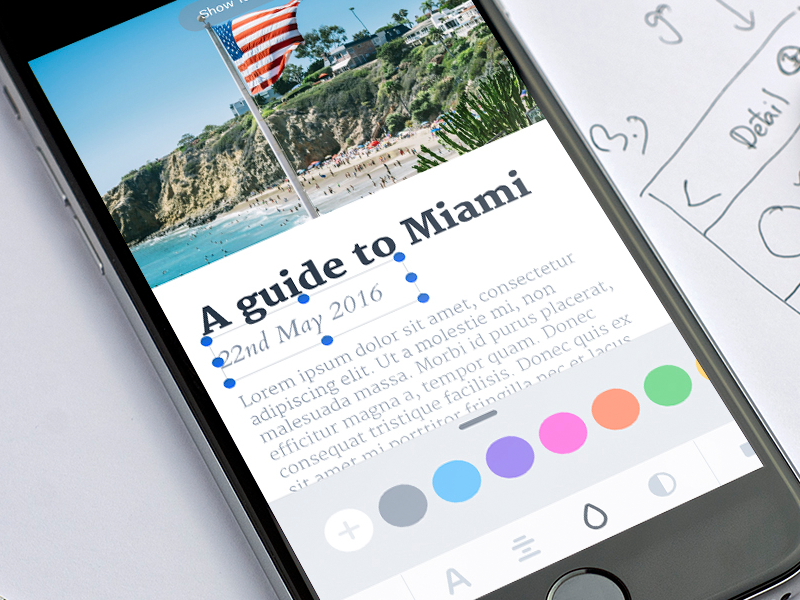 Show
A guide to Miami
22nd May 2016
Lorem ipsum dolor sit amet, consectetur
adipiscing elit. Ut a molestie mi, non
malesuada massa. Morbi id purus placerat,
efficitur magna a, tempor quam. Donec
consequat tristique facilisis. Donec quis ex
sit amet mi porttitor fringilla nec et lacus
A
Detail